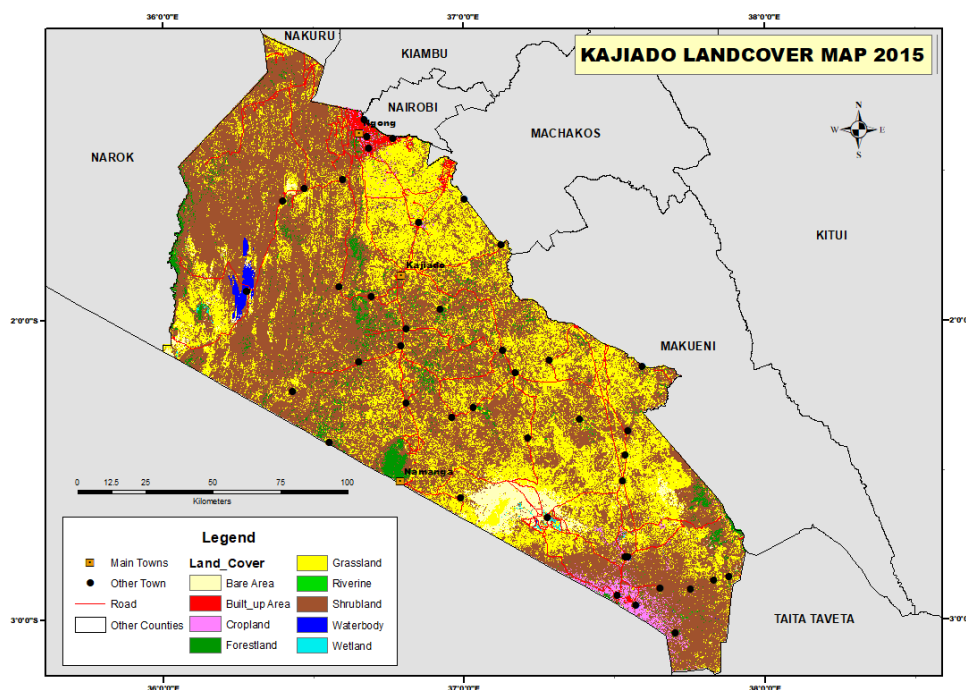 36°0'0"E
37°0'0"E
38°0'0"E
NAKURU
KIAMBU
KAJIADO LANDCOVER MAP 2015
NAIROBI
Ngong
MACHAKOS
N
W
E
S
NAROK
KITUI
Kajiado
2°0'0"S
2°0'0"S
MAKUENI
Namanga
0
12.5
25
50
75
100
Kilometers
Legend
Main Towns
Other Town
Road
Other Counties
Land_Cover
Bare Area
Built_up Area
Cropland
Forestland
Grassland
Riverine
Shrubland
Waterbody
Wetland
TAITA TAVETA
3°0'0"S
3°0'0"S
36°0'0"E
37°0'0"E
38°0'0"E